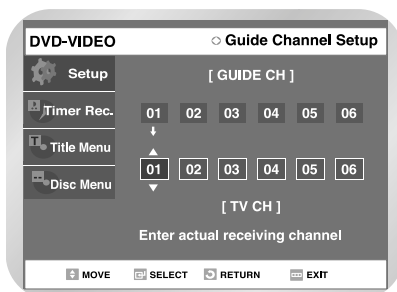 DVD-VIDEO Guide Channel Setup
Setup
[ GUIDE CH ]
Timer Rec.
01 02 03 04 05 06
Title Menu
01 02 03 04 05 06
Disc Menu
[ TV CH ]
Enter actual receiving channel
MOVE SELECT RETURN EXIT